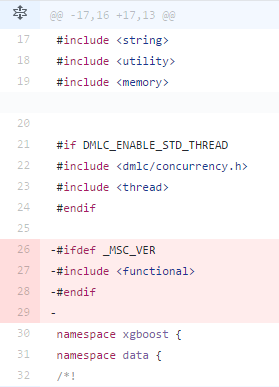 @@ -17,16 +17,13 @@
17 #include <string>
18 #include <utility>
19 #include <memory>
20
21 #if DMLC_ENABLE_STD_THREAD
22 #include <dmlc/concurrency.h>
23 #include <thread>
24 #endif
25
26 -#ifdef _MSC_VER
27 -#include <functional>
28 -#endif
29 -
30 namespace xgboost {
31 namespace data {
32 /*!